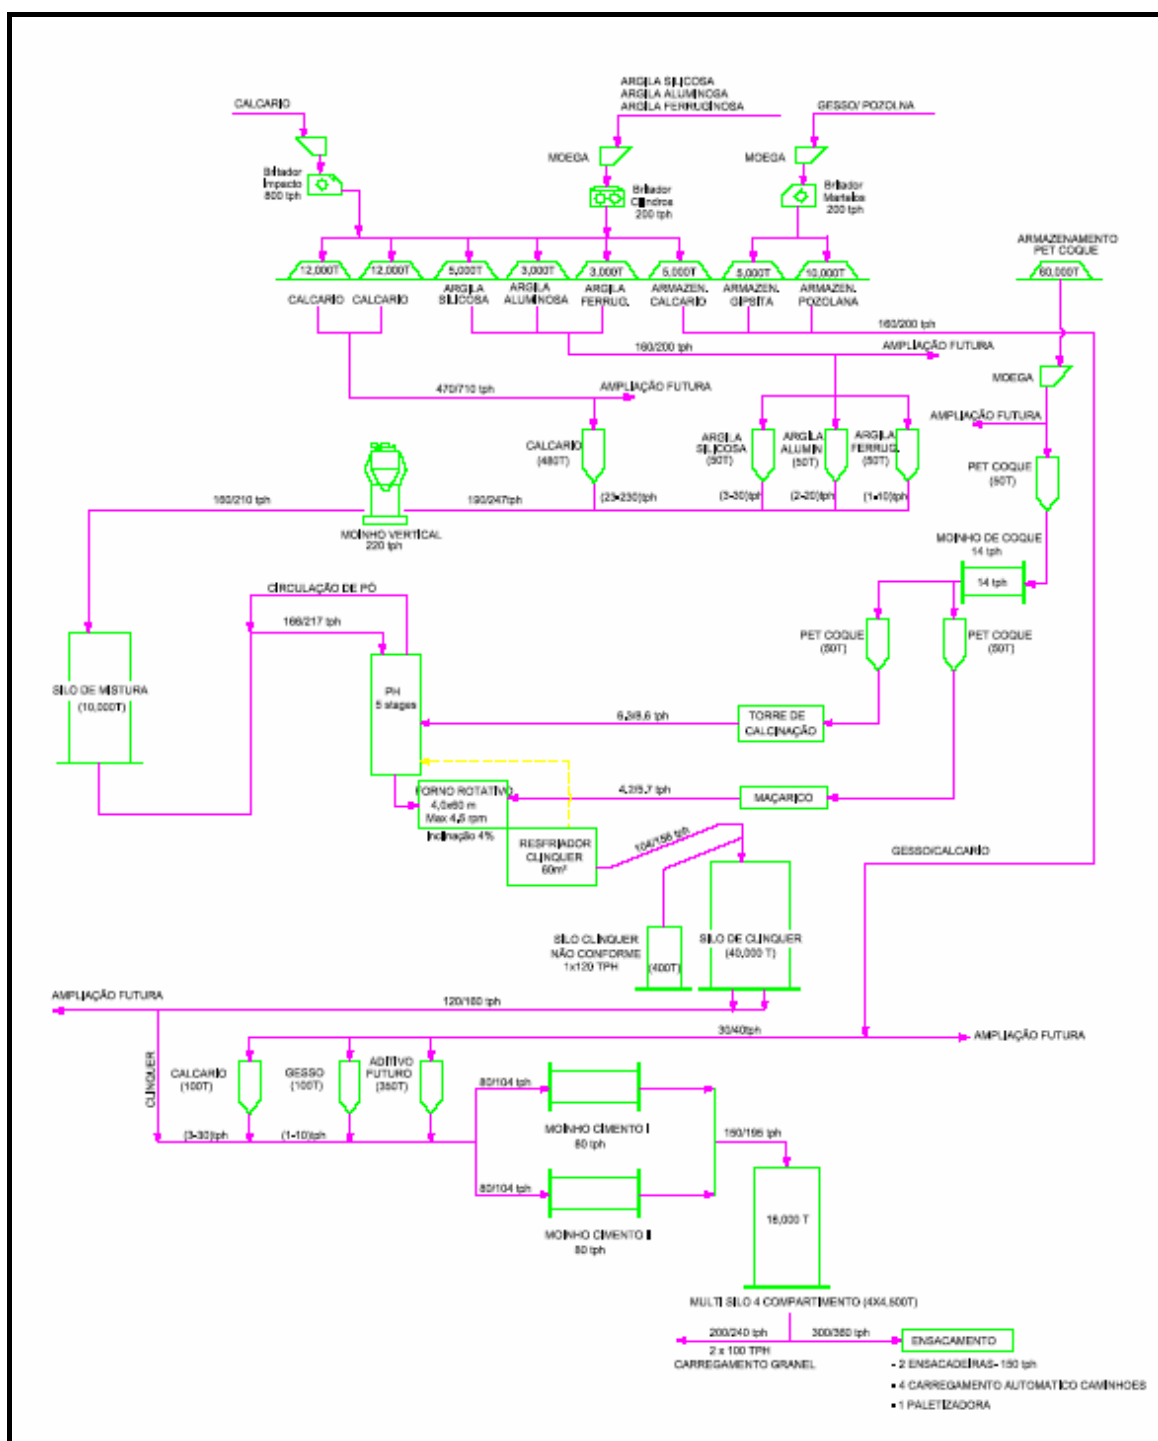 ARGILA SILICOSA
ARGILA ALUMINOSA
ARGILA FERRUGINOSA
CALCARIO
GESSO/ POZOLNA
MOEGA
MOEGA
Britador
Impacto
800 tph
Britador
Cilindros
200 tph
Britador
Martelos
200 tph
ARMAZENAMENTO
PET COQUE
60,000T
12,000T
12,000T
5,000T
3,000T
3,000T
5,000T
5,000T
10,000T
CALCARIO
CALCARIO
ARGILA
SILICOSA
ARGILA
ALUMINOSA
ARGILA
FERRUG.
ARMAZEN.
CALCARIO
ARMAZEN.
GIPSITA
ARMAZEN.
POZOLANA
160/200 tph
160/200 tph
AMPLIAÇÃO FUTURA
MOEGA
470/710 tph
AMPLIAÇÃO FUTURA
AMPLIAÇÃO FUTURA
CALCARIO
(480T)
ARGILA
SILICOSA
(50T)
ARGILA
ALUMIN
(50T)
ARGILA
FERRUG.
(50T)
PET COQUE
(50T)
160/210 tph
190/247tph
(23-230)tph
(3-30)tph
(2-20)tph
(1-10)tph
MOINHO VERTICAL
220 tph
MOINHO DE COQUE
14 tph
14 tph
CIRCULAÇÃO DE PÓ
166/217 tph
PET COQUE
(50T)
PET COQUE
(50T)
SILO DE MISTURA
(10,000T)
PH
5 stages
6,3/8,6 tph
TORRE DE
CALCINAÇÃO
FORNO ROTATIVO
4,0x60 m
Max 4,5 rpm
Inclinação 4%
4,2/5,7 tph
MAÇARICO
RESFRIADOR
CLINQUER
60m²
104/156 tph
GESSO/CALCARIO
SILO CLINQUER
NÃO CONFORME
1x120 TPH
(400T)
SILO DE CLINQUER
(40,000 T)
AMPLIAÇÃO FUTURA
120/180 tph
30/40tph
AMPLIAÇÃO FUTURA
CLINQUER
CALCARIO
(100T)
GESSO
(100T)
ADITIVO
FUTURO
(350T)
(3-30)tph
(1-10)tph
80/104 tph
MOINHO CIMENTO I
80 tph
150/195 tph
80/104 tph
MOINHO CIMENTO II
80 tph
18,000 T
MULTI SILO 4 COMPARTIMENTO (4X4,500T)
200/240 tph
300/360 tph
2 x 100 TPH
CARREGAMENTO GRANEL
ENSACAMENTO
- 2 ENSACADEIRAS- 150 tph
▪ 4 CARREGAMENTO AUTOMATICO CAMINHOES
▪ 1 PALETIZADORA